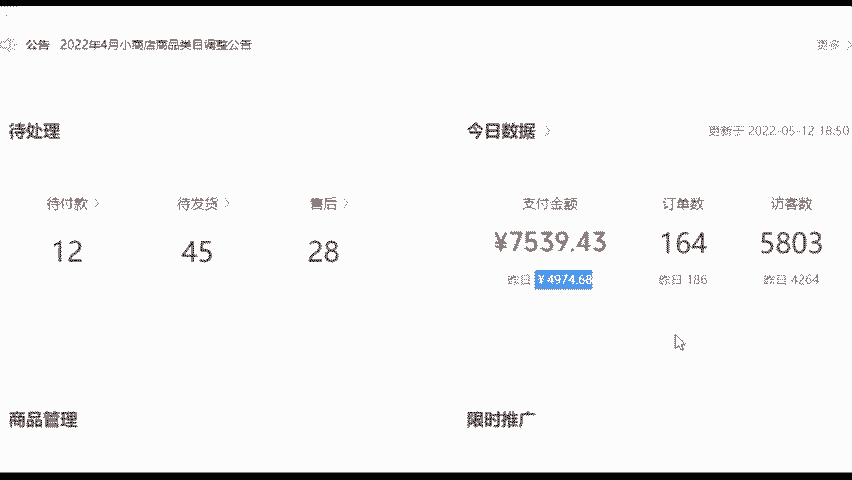 公告 2022年4月小商店商品类目调整公告 更多
待处理
待付款 待发货 售后
12 45 28
今日数据 更新于 2022-05-12 18:50
支付金额 订单数 访客数
¥7539.43 164 5803
昨日 ¥4974.68 昨日 186 昨日 4264
商品管理
限时推广